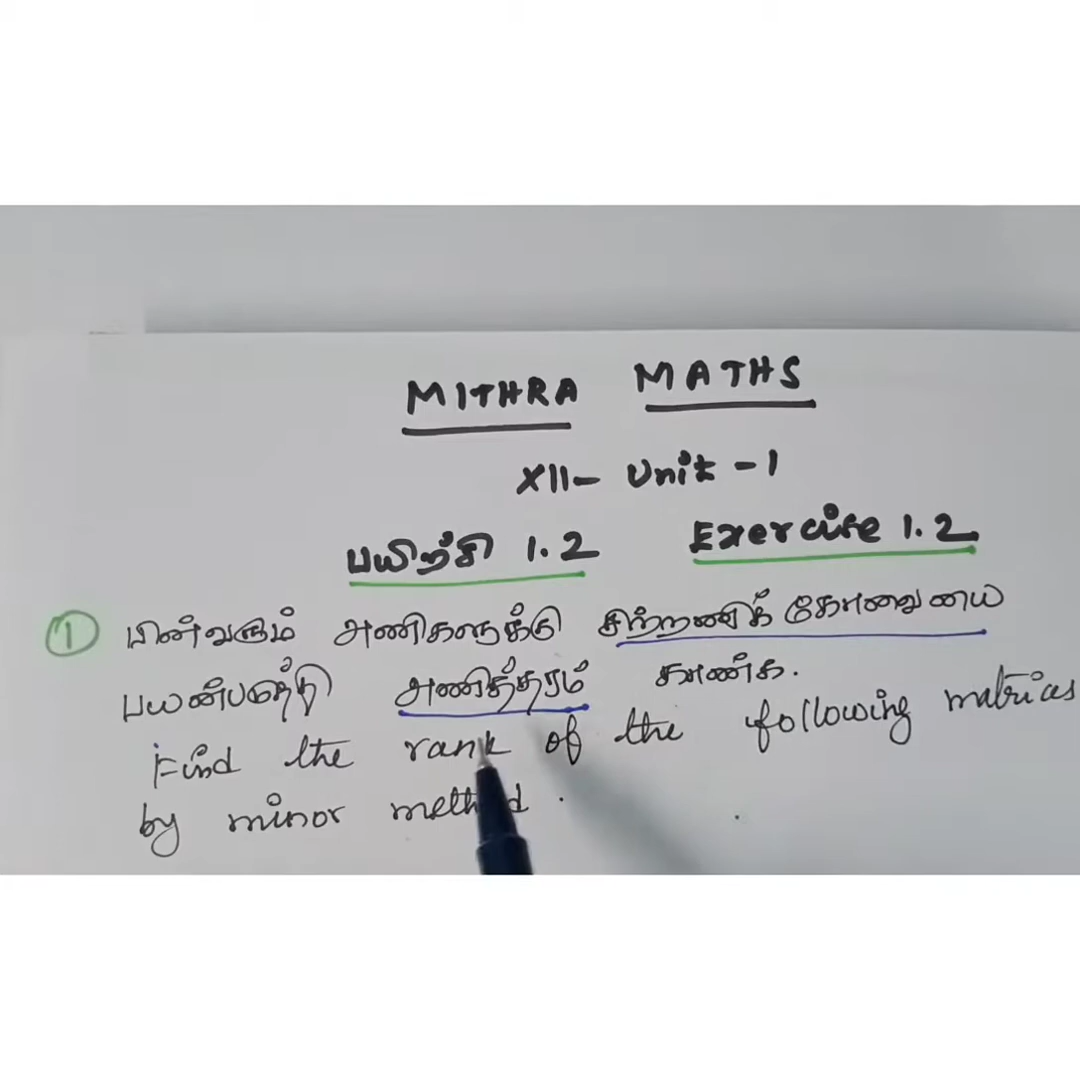 MITHRA MATHS
XII- Unit - 1
பயிற்சி 1.2 Exercise 1.2
① பின்வரும் அணிகளுக்கு சிற்றணிக் கோவையை
பயன்படுத்தி அணித்தரம் காண்க.
Find the rank of the following matrices
by minor method.